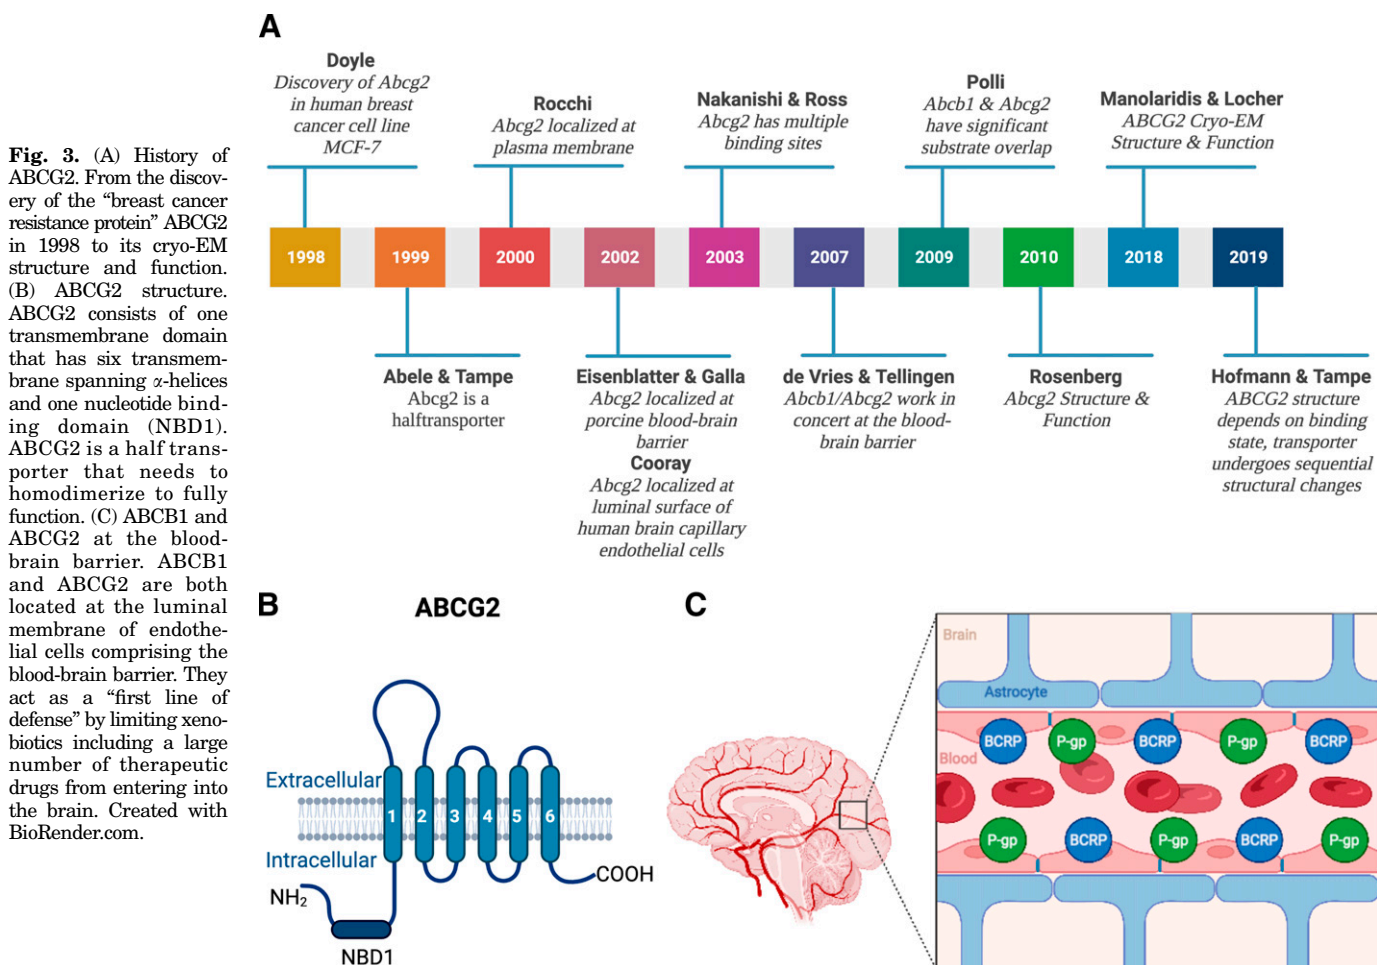 Fig. 3. (A) History of
ABCG2. From the discov-
ery of the “breast cancer
resistance protein” ABCG2
in 1998 to its cryo-EM
structure and function.
(B) ABCG2 structure.
ABCG2 consists of one
transmembrane domain
that has six transmem-
brane spanning α-helices
and one nucleotide bind-
ing domain (NBD1).
ABCG2 is a half trans-
porter that needs to
homodimerize to fully
function. (C) ABCB1 and
ABCG2 at the blood-
brain barrier. ABCB1
and ABCG2 are both
located at the luminal
membrane of endothe-
lial cells comprising the
blood-brain barrier. They
act as a “first line of
defense” by limiting xeno-
biotics including a large
number of therapeutic
drugs from entering into
the brain. Created with
BioRender.com.
A
Doyle
Discovery of Abcg2
in human breast
cancer cell line
MCF-7
Rocchi
Abcg2 localized at
plasma membrane
Nakanishi & Ross
Abcg2 has multiple
binding sites
Polli
Abcb1 & Abcg2
have significant
substrate overlap
Manolaridis & Locher
ABCG2 Cryo-EM
Structure & Function
1998
1999
2000
2002
2003
2007
2009
2010
2018
2019
Abele & Tampe
Abcg2 is a
halftransporter
Eisenblatter & Galla
Abcg2 localized at
porcine blood-brain
barrier
Cooray
Abcg2 localized at
luminal surface of
human brain capillary
endothelial cells
de Vries & Tellingen
Abcb1/Abcg2 work in
concert at the blood-
brain barrier
Rosenberg
Abcg2 Structure &
Function
Hofmann & Tampe
ABCG2 structure
depends on binding
state, transporter
undergoes sequential
structural changes
B
ABCG2
Extracellular
1 2 3 4 5 6
Intracellular
NH₂
COOH
NBD1
C
Brain
Astrocyte
BCRP P-gp BCRP P-gp BCRP
Blood
P-gp BCRP P-gp BCRP P-gp